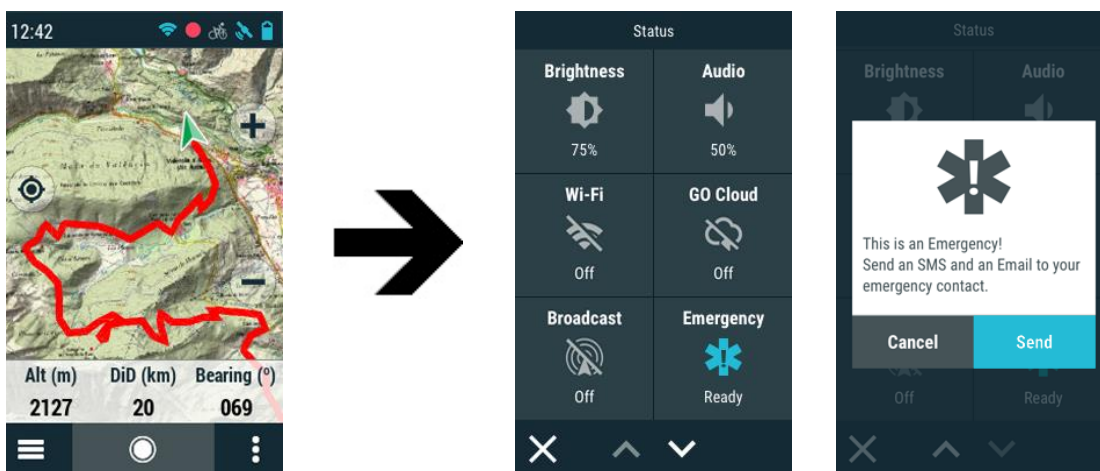 12:42
Alt (m) DiD (km) Bearing (º)
2127 20 069
Status
Brightness Audio
75% 50%
Wi-Fi GO Cloud
Off Off
Broadcast Emergency
Off Ready
Status
Brightness Audio
This is an Emergency!
Send an SMS and an Email to your
emergency contact.
Cancel Send
Off Ready